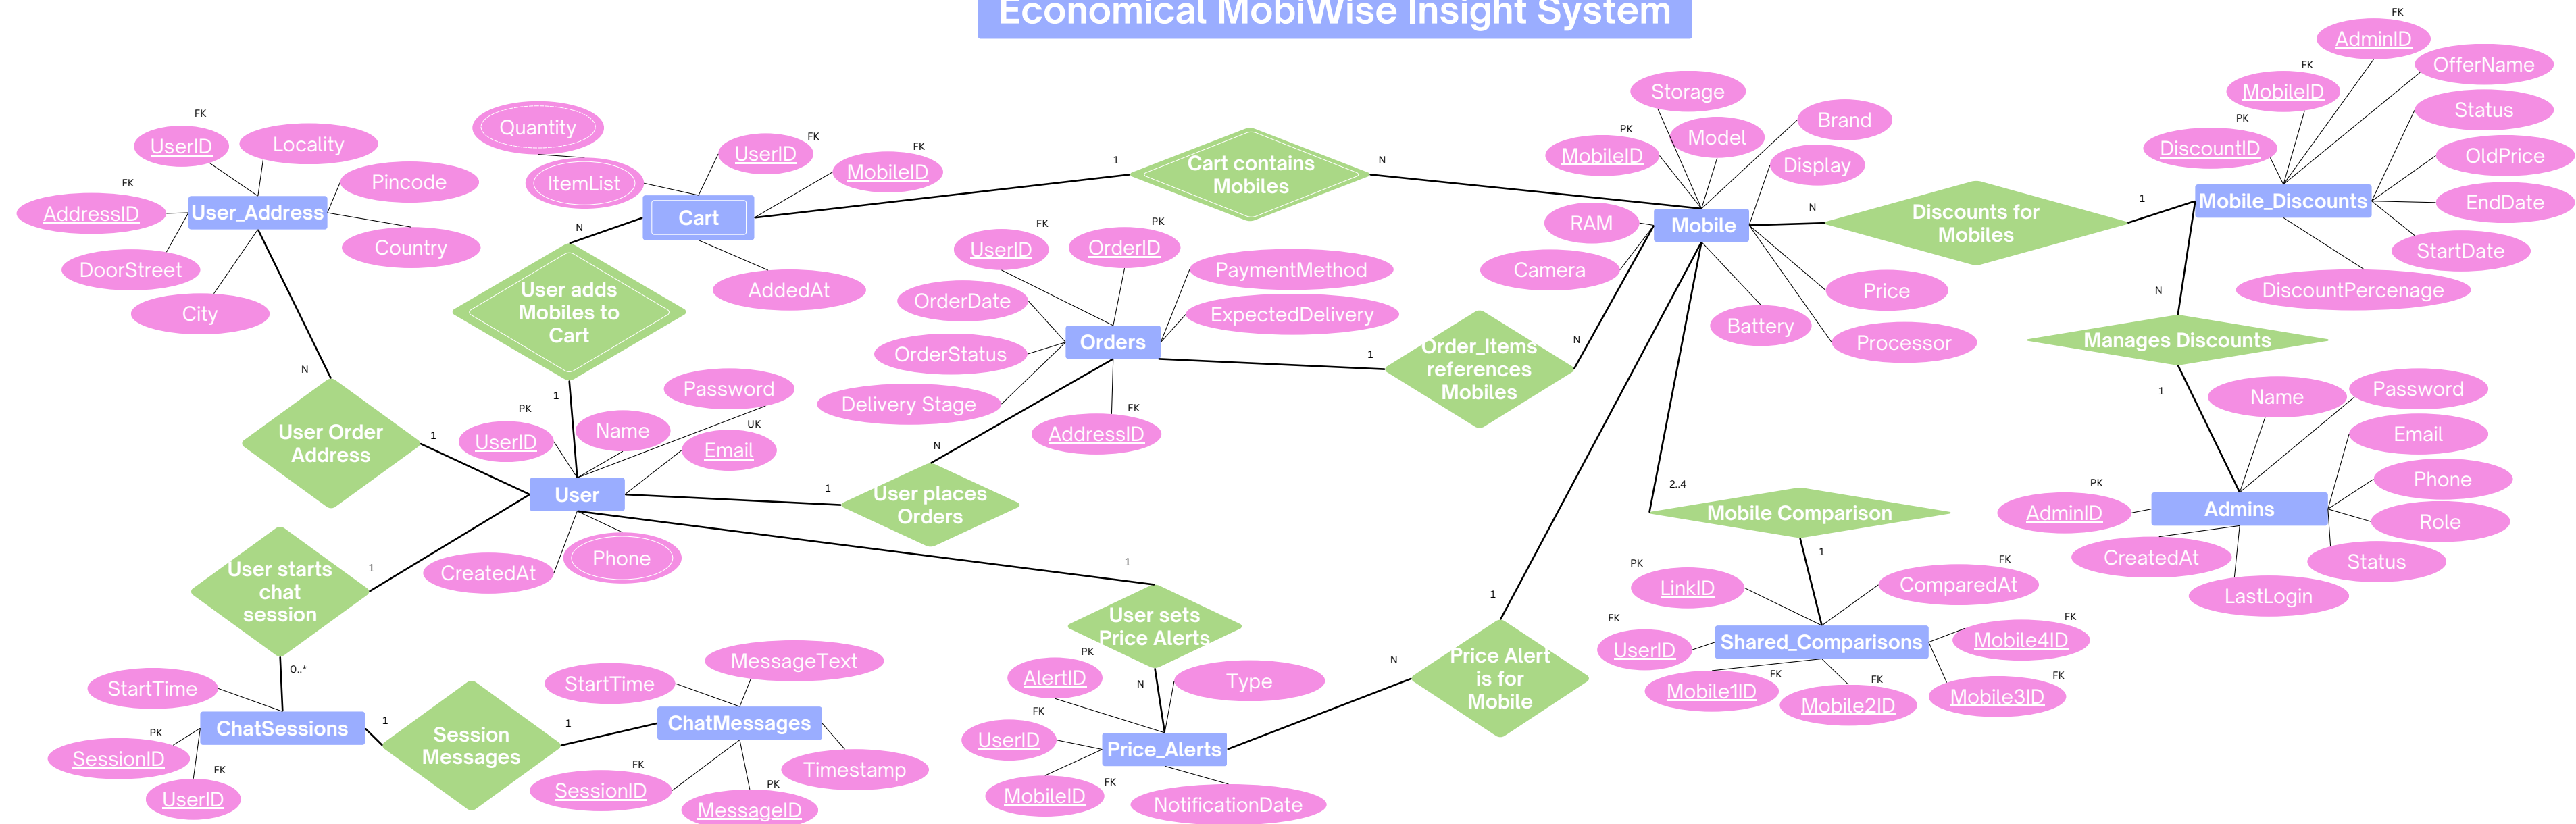 Economical MobiWise Insight System
FK
UserID
Locality
Pincode
FK
AddressID
User_Address
Country
DoorStreet
City
Quantity
ItemList
UserID
FK
FK
MobileID
Cart
AddedAt
1
Cart contains
Mobiles
N
N
User adds
Mobiles to
Cart
1
N
User Order
Address
1
FK
UserID
PK
OrderID
PaymentMethod
OrderDate
ExpectedDelivery
Orders
OrderStatus
Delivery Stage
FK
AddressID
1
Order_Items
references
Mobiles
N
Storage
PK
MobileID
Model
Brand
Display
RAM
Mobile
Camera
Price
Battery
Processor
N
Discounts for
Mobiles
1
FK
AdminID
OfferName
FK
MobileID
Status
PK
DiscountID
OldPrice
Mobile_Discounts
EndDate
StartDate
DiscountPercenage
N
Manages Discounts
1
Name
Password
Email
Phone
PK
AdminID
Admins
Role
CreatedAt
Status
LastLogin
Password
PK
UserID
Name
UK
Email
User
CreatedAt
Phone
1
User places
Orders
N
1
User starts
chat
session
0..*
StartTime
ChatSessions
PK
SessionID
FK
UserID
1
Session
Messages
1
StartTime
MessageText
ChatMessages
FK
SessionID
PK
MessageID
Timestamp
1
User sets
Price Alerts
N
PK
AlertID
Type
FK
UserID
Price_Alerts
MobileID
FK
NotificationDate
1
Price Alert
is for
Mobile
N
2..4
Mobile Comparison
1
PK
LinkID
FK
ComparedAt
FK
UserID
Shared_Comparisons
FK
Mobile4ID
Mobile1ID
FK
FK
Mobile2ID
FK
Mobile3ID